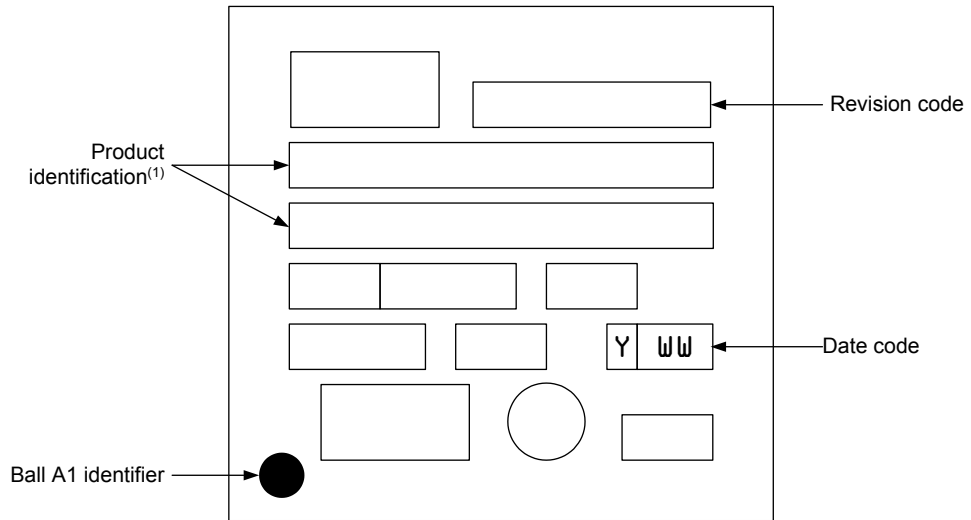 Revision code
Product
identification(1)
Y WW
Date code
Ball A1 identifier